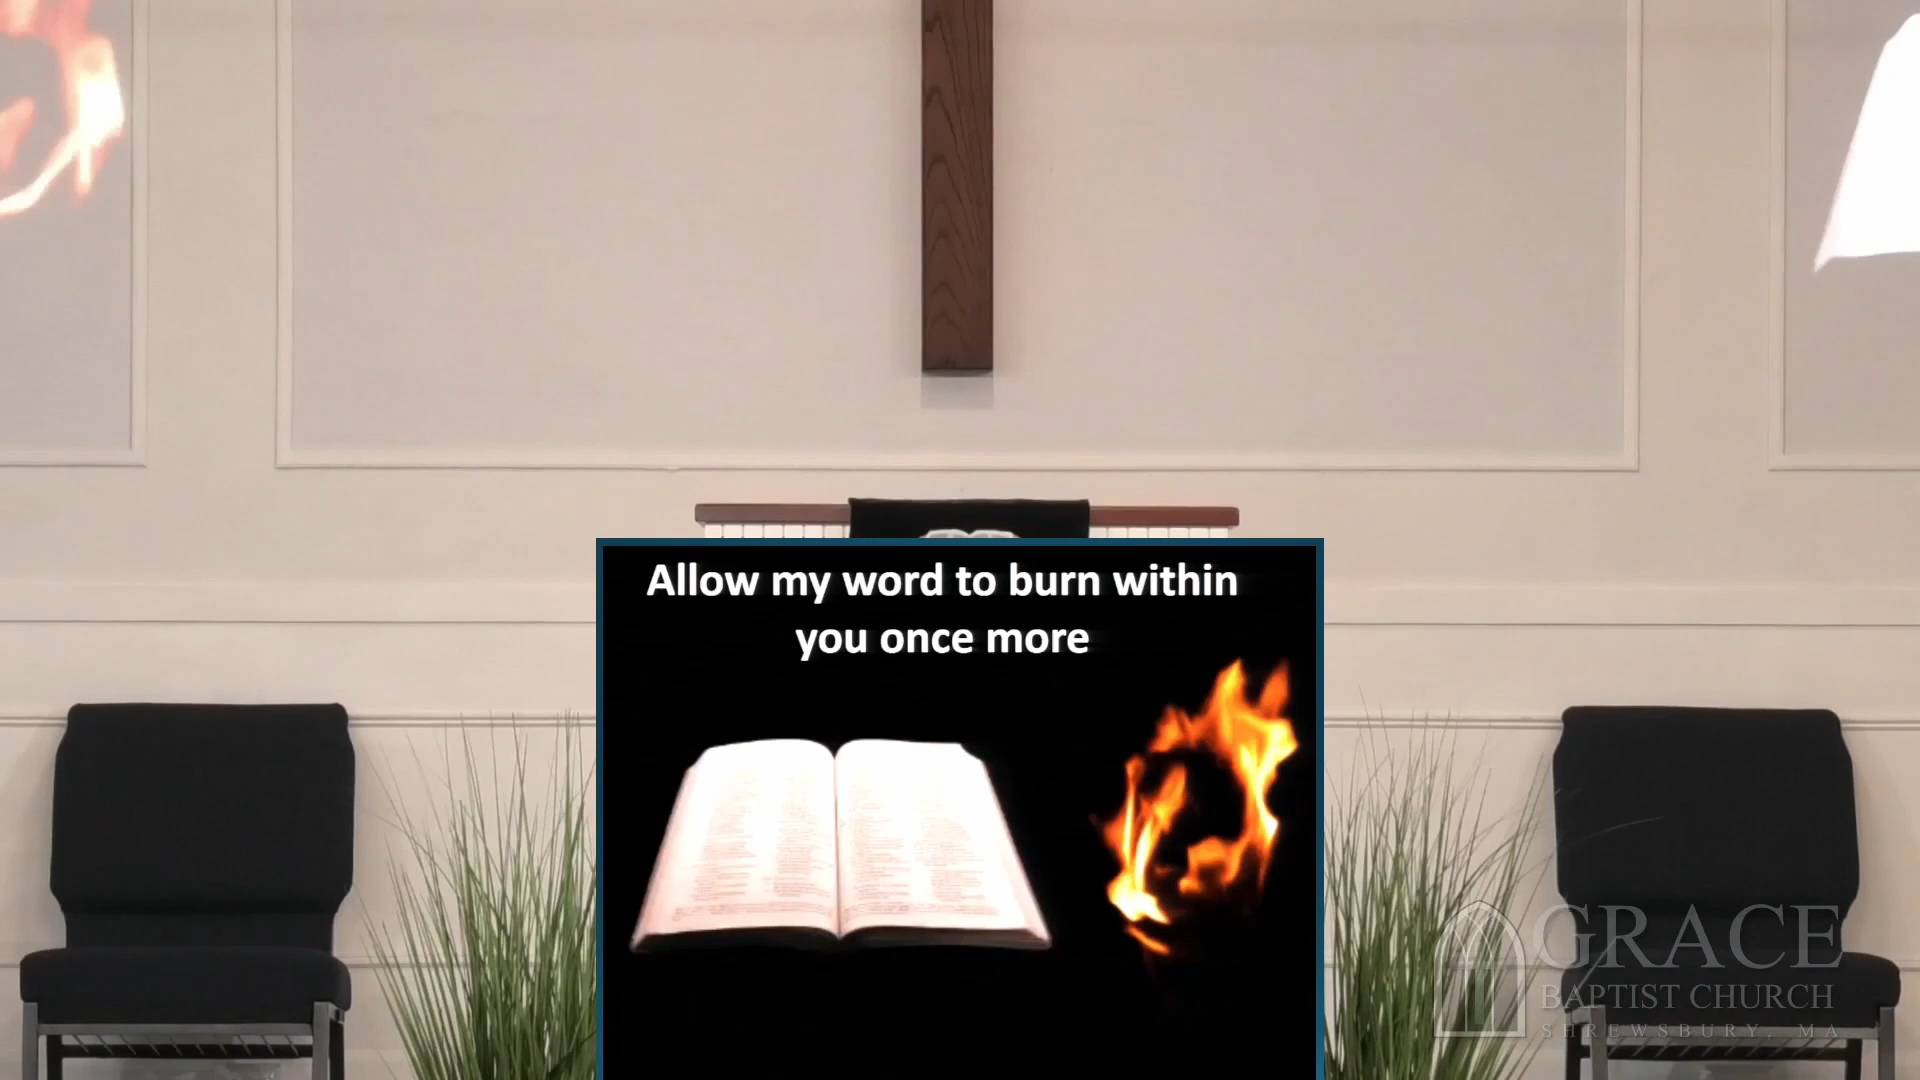 Allow my word to burn within
you once more
GRACE
BAPTIST CHURCH
SHREWSBURY, MA